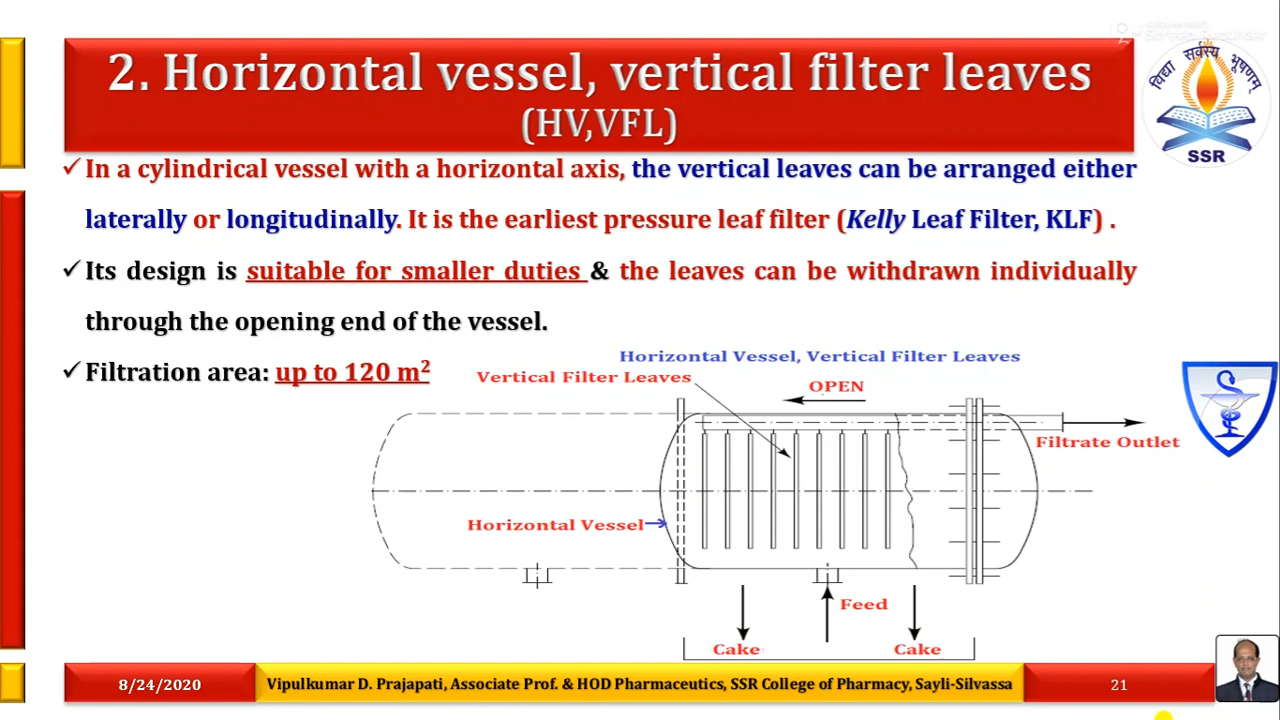 2. Horizontal vessel, vertical filter leaves
(HV,VFL)
विद्या सर्वस्य भूषणम्
SSR
✓In a cylindrical vessel with a horizontal axis, the vertical leaves can be arranged either
laterally or longitudinally. It is the earliest pressure leaf filter (Kelly Leaf Filter, KLF) .
✓Its design is suitable for smaller duties & the leaves can be withdrawn individually
through the opening end of the vessel.
✓Filtration area: up to 120 m²
Horizontal Vessel, Vertical Filter Leaves
Vertical Filter Leaves
OPEN
Filtrate Outlet
Horizontal Vessel
Feed
Cake
Cake
8/24/2020
Vipulkumar D. Prajapati, Associate Prof. & HOD Pharmaceutics, SSR College of Pharmacy, Sayli-Silvassa
21